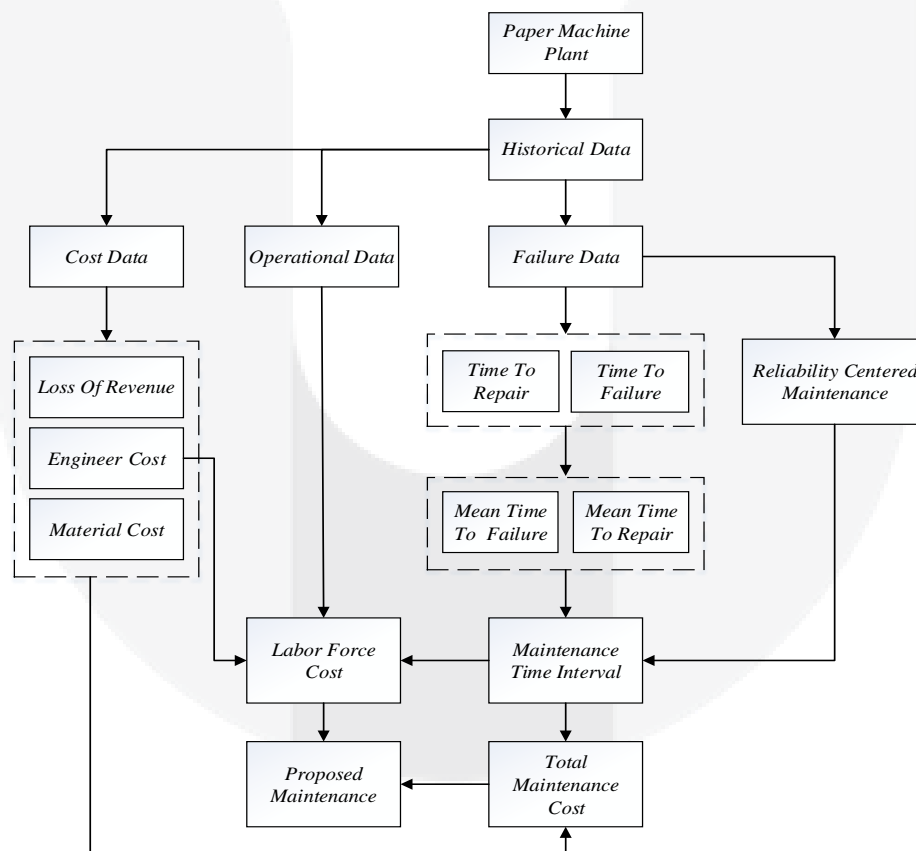 Paper Machine
Plant
Historical Data
Cost Data
Operational Data
Failure Data
Loss Of Revenue
Engineer Cost
Material Cost
Time To
Repair
Time To
Failure
Reliability Centered
Maintenance
Mean Time
To Failure
Mean Time
To Repair
Labor Force
Cost
Maintenance
Time Interval
Proposed
Maintenance
Total
Maintenance
Cost